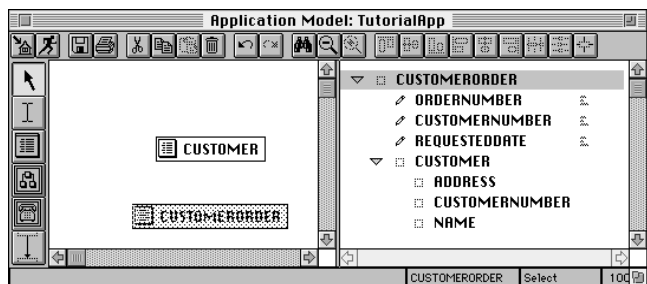 Application Model: TutorialApp
CUSTOMER
CUSTOMERORDER
CUSTOMERORDER
ORDERNUMBER
CUSTOMERNUMBER
REQUESTEDDATE
CUSTOMER
ADDRESS
CUSTOMERNUMBER
NAME
CUSTOMERORDER Select 100